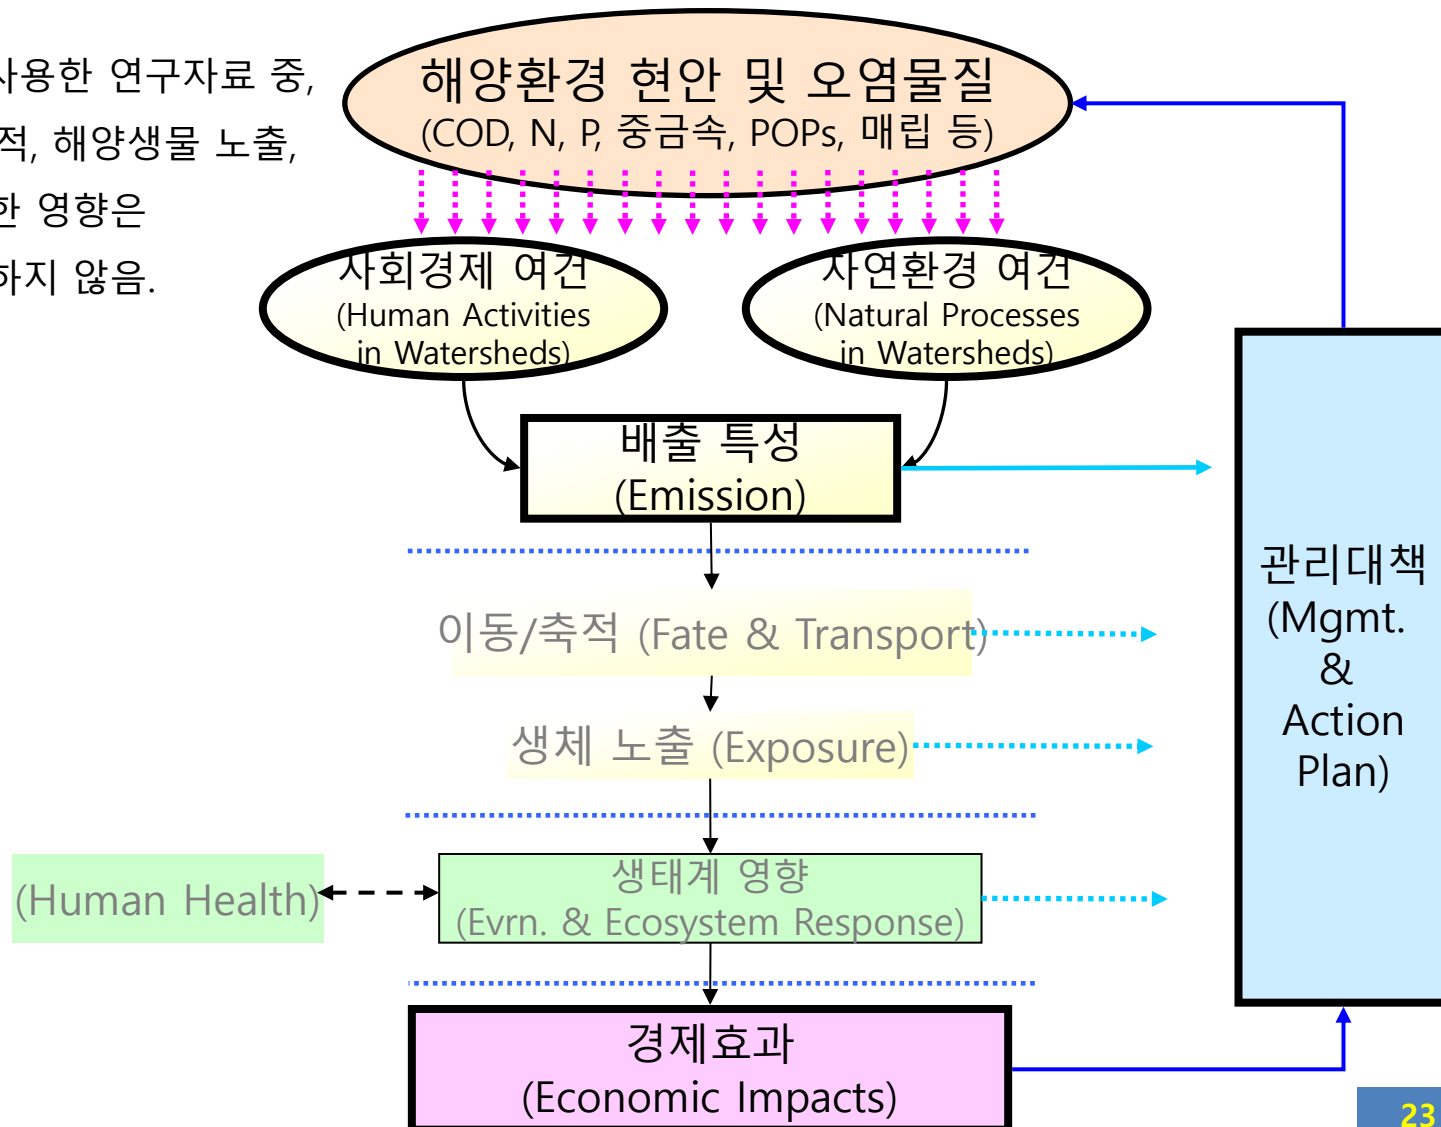 사용한 연구자료 중,
적, 해양생물 노출,
한 영향은
하지 않음.
해양환경 현안 및 오염물질
(COD, N, P, 중금속, POPs, 매립 등)
사회경제 여건
(Human Activities
in Watersheds)
자연환경 여건
(Natural Processes
in Watersheds)
배출 특성
(Emission)
이동/축적 (Fate & Transport)
생체 노출 (Exposure)
관리대책
(Mgmt.
&
Action
Plan)
(Human Health)
생태계 영향
(Evrn. & Ecosystem Response)
경제효과
(Economic Impacts)
23